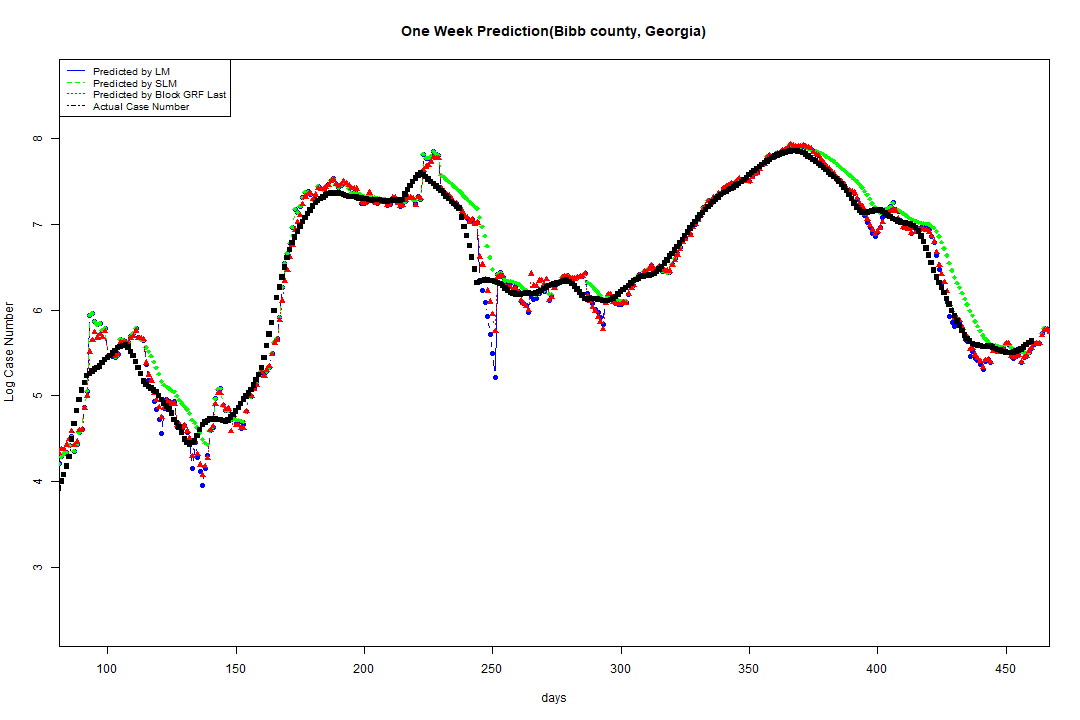 One Week Prediction(Bibb county, Georgia)
Predicted by LM
Predicted by SLM
Predicted by Block GRF Last
Actual Case Number
8
7
6
5
4
3
Log Case Number
100 150 200 250 300 350 400 450
days